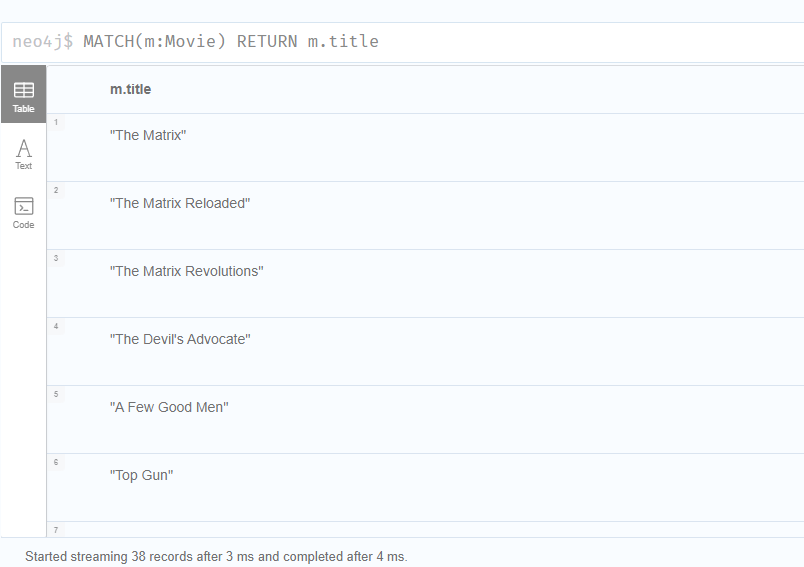 neo4j$ MATCH(m:Movie) RETURN m.title
Table
m.title
1
"The Matrix"
Text
2
"The Matrix Reloaded"
Code
3
"The Matrix Revolutions"
4
"The Devil's Advocate"
5
"A Few Good Men"
6
"Top Gun"
7
Started streaming 38 records after 3 ms and completed after 4 ms.